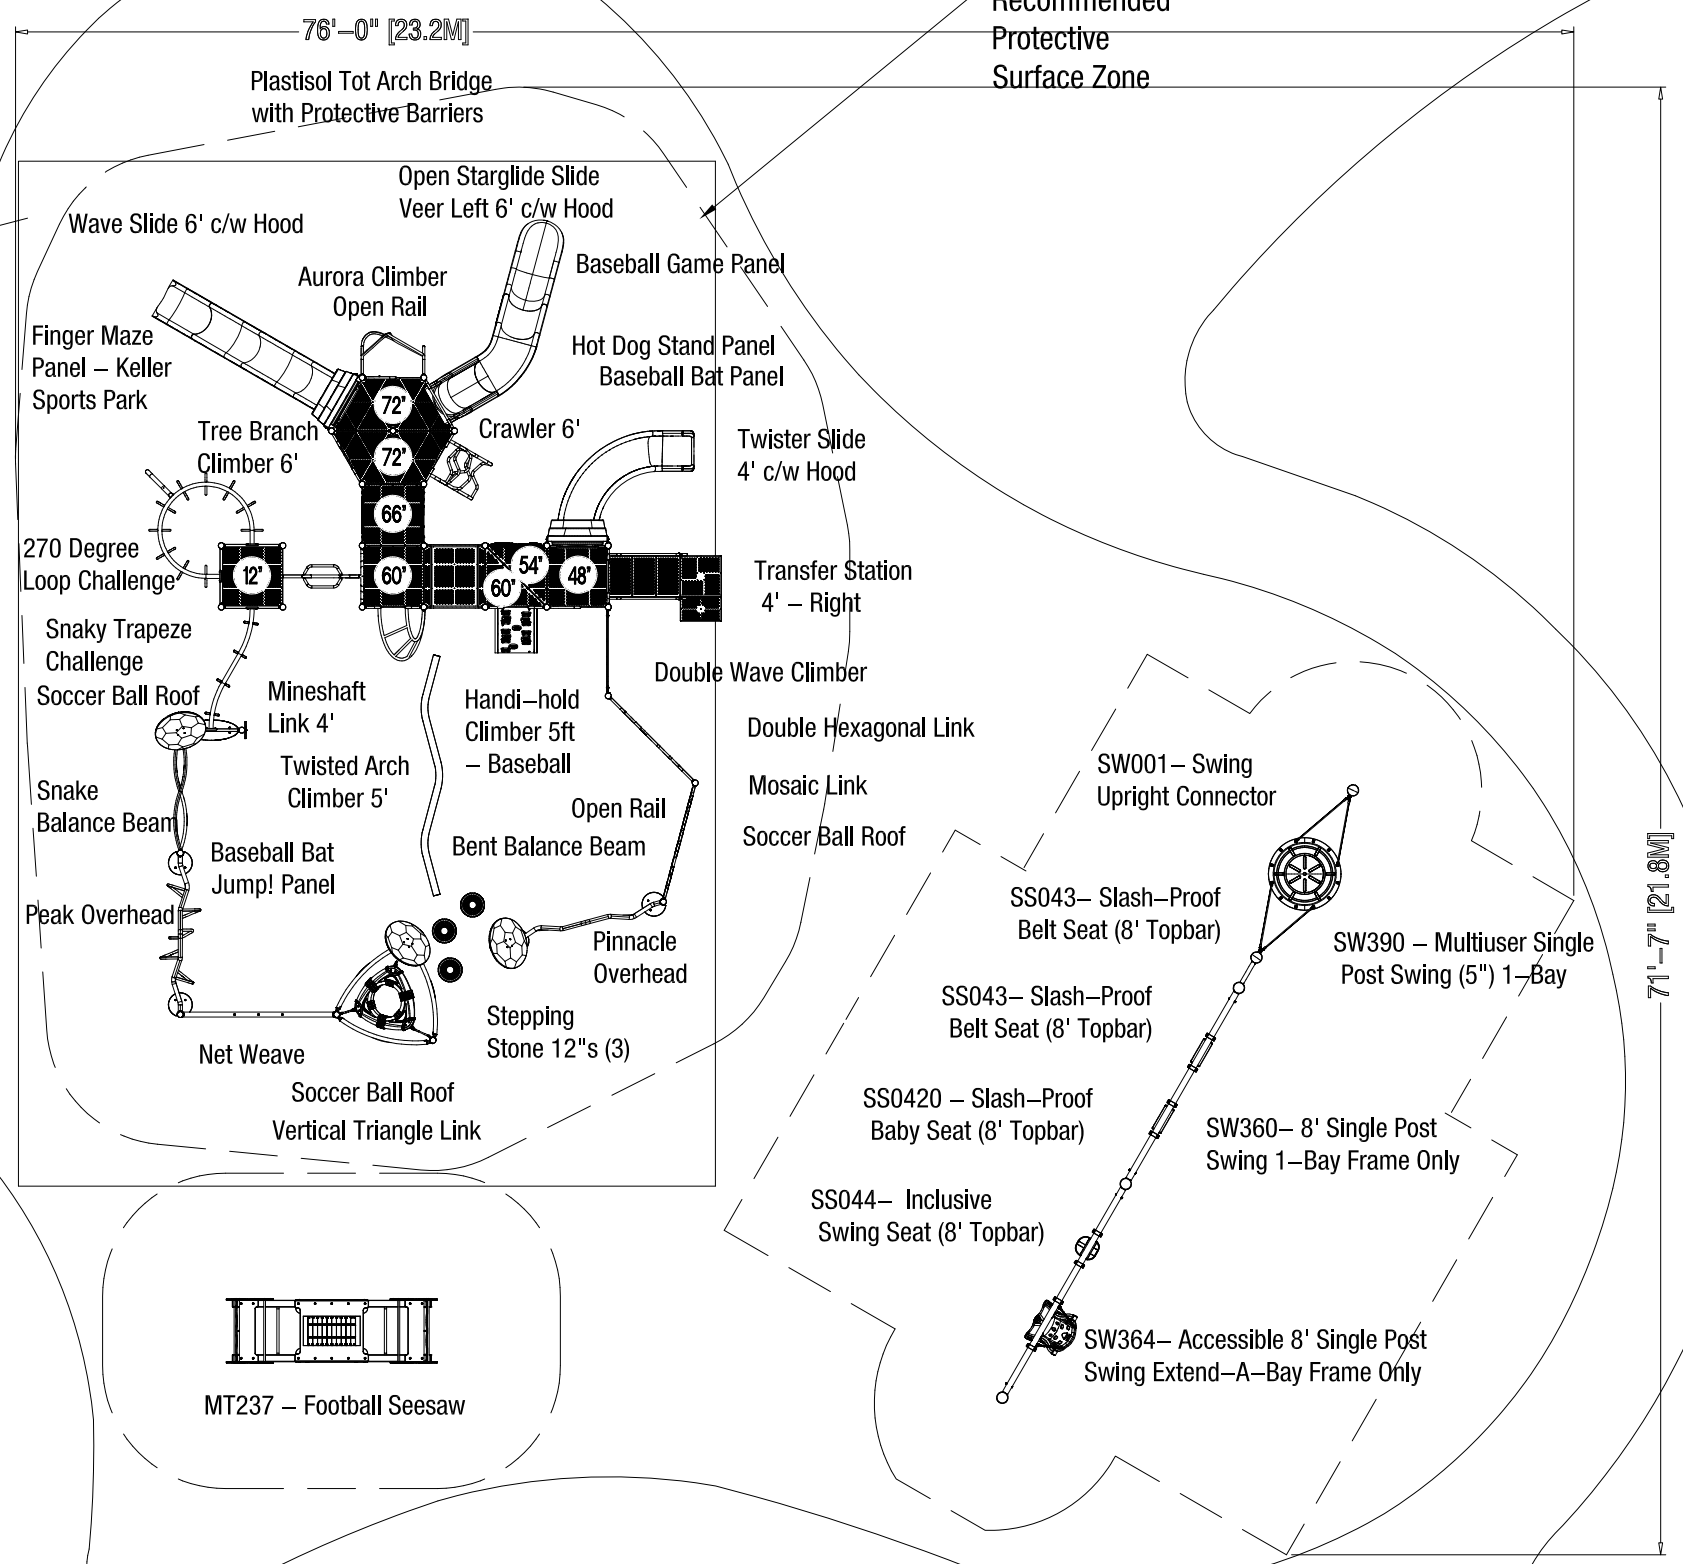 Recommended
Protective
Surface Zone
76'–0" [23.2M]
Plastisol Tot Arch Bridge
with Protective Barriers
Open Starglide Slide
Veer Left 6' c/w Hood
Wave Slide 6' c/w Hood
Baseball Game Panel
Aurora Climber
Open Rail
Finger Maze
Panel – Keller
Sports Park
Hot Dog Stand Panel
Baseball Bat Panel
72"
Tree Branch
Climber 6'
Crawler 6'
72"
Twister Slide
4' c/w Hood
66"
270 Degree
Loop Challenge
12"
60"
60"
54"
48"
Transfer Station
4' – Right
Snaky Trapeze
Challenge
Soccer Ball Roof
Mineshaft
Link 4'
Handi–hold
Climber 5ft
– Baseball
Double Wave Climber
Double Hexagonal Link
Twisted Arch
Climber 5'
Mosaic Link
Snake
Balance Beam
Open Rail
Soccer Ball Roof
Baseball Bat
Jump! Panel
Bent Balance Beam
Peak Overhead
Pinnacle
Overhead
Stepping
Stone 12"s (3)
Net Weave
Soccer Ball Roof
Vertical Triangle Link
SW001– Swing
Upright Connector
SS043– Slash–Proof
Belt Seat (8' Topbar)
SW390 – Multiuser Single
Post Swing (5") 1–Bay
71'–7" [21.8M]
SS043– Slash–Proof
Belt Seat (8' Topbar)
SS0420 – Slash–Proof
Baby Seat (8' Topbar)
SW360– 8' Single Post
Swing 1–Bay Frame Only
SS044– Inclusive
Swing Seat (8' Topbar)
SW364– Accessible 8' Single Post
Swing Extend–A–Bay Frame Only
MT237 – Football Seesaw